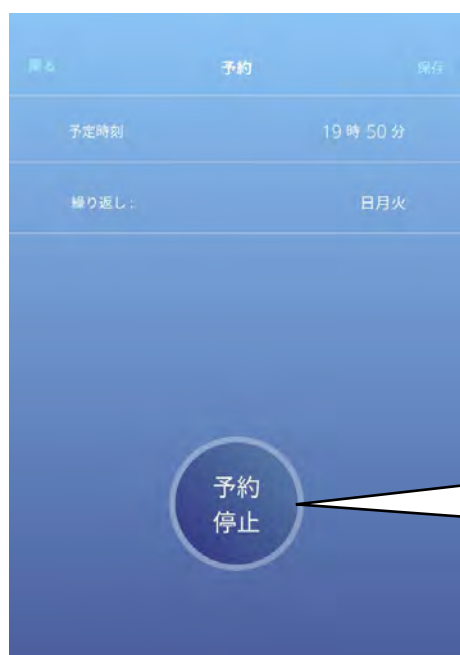 戻る 予約 保存
予定時刻 19 時 50 分
繰り返し : 日月火
予約
停止